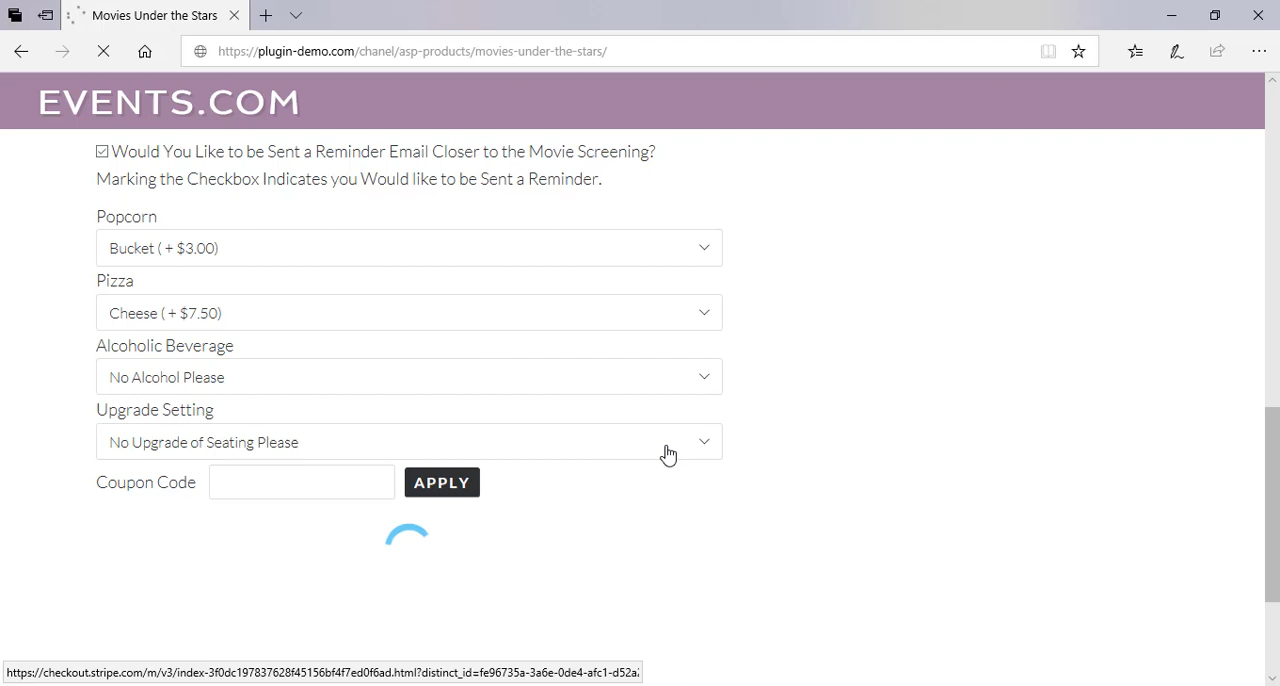 Movies Under the Stars
https://plugin-demo.com/chanel/asp-products/movies-under-the-stars/
EVENTS.COM
Would You Like to be Sent a Reminder Email Closer to the Movie Screening?
Marking the Checkbox Indicates you Would like to be Sent a Reminder.
Popcorn
Bucket ( + $3.00)
Pizza
Cheese ( + $7.50)
Alcoholic Beverage
No Alcohol Please
Upgrade Setting
No Upgrade of Seating Please
Coupon Code
APPLY
https://checkout.stripe.com/m/v3/index-3f0dc197837628f45156bf4f7ed0f6ad.html?distinct_id=fe96735a-3a6e-0de4-afc1-d52a